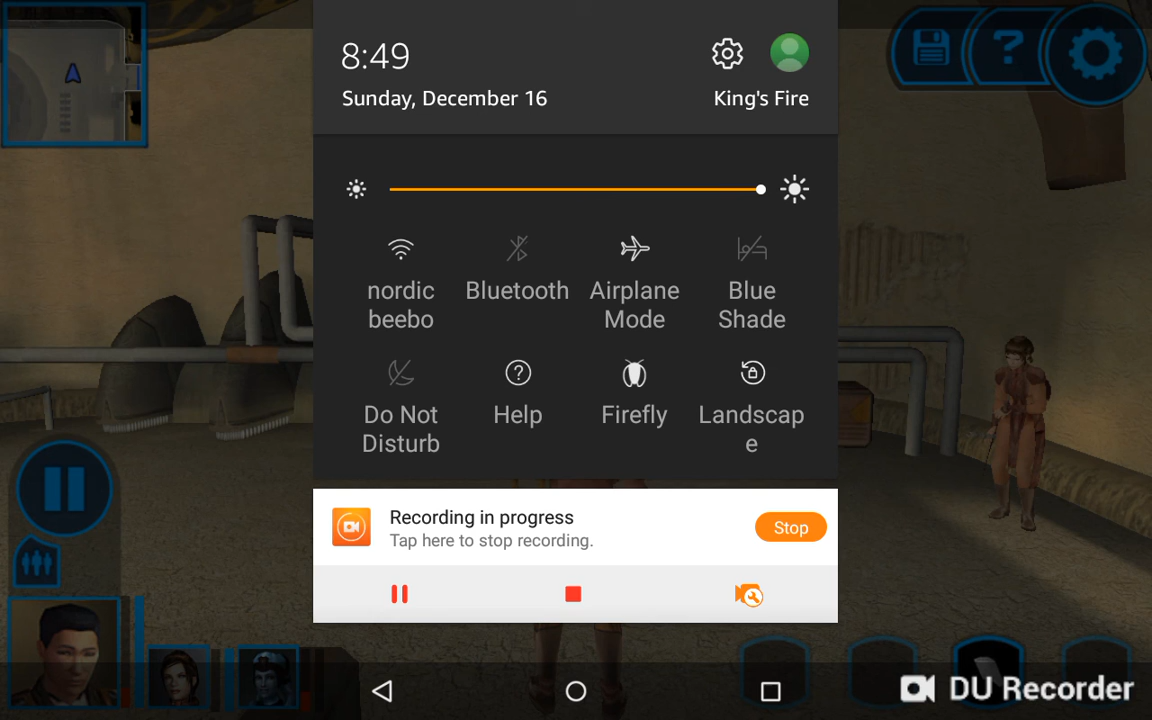 8:49
Sunday, December 16
King's Fire
nordic
beebo
Bluetooth
Airplane
Mode
Blue
Shade
Do Not
Disturb
Help
Firefly
Landscap
e
Recording in progress
Tap here to stop recording.
Stop
DU Recorder